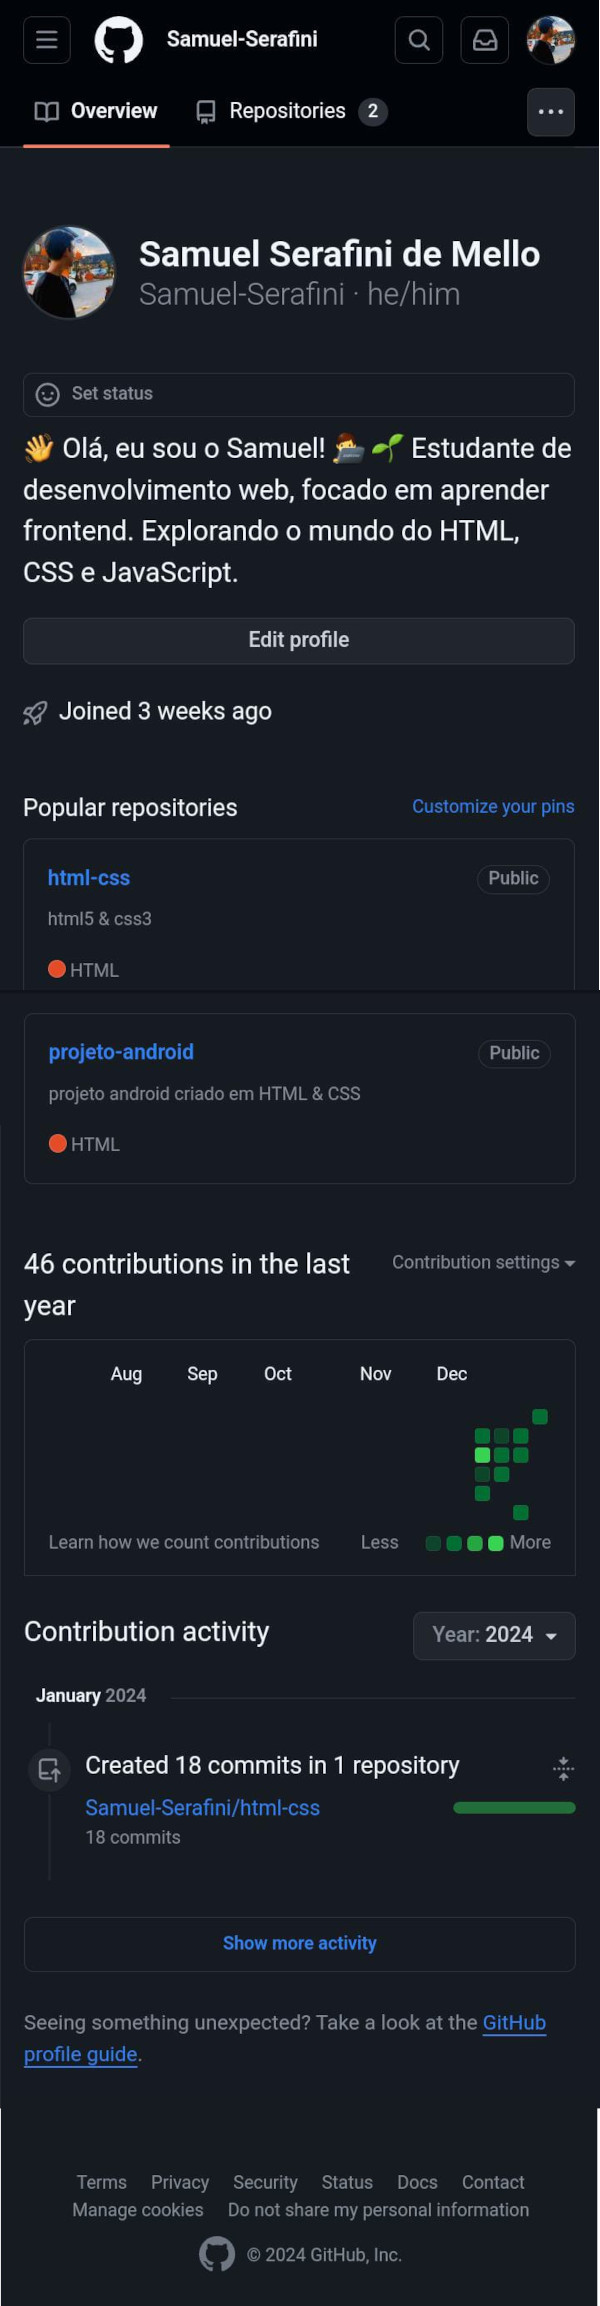 Samuel-Serafini
Overview Repositories 2
Samuel Serafini de Mello
Samuel-Serafini · he/him
Set status
👋 Olá, eu sou o Samuel! 👨‍💻🌱 Estudante de
desenvolvimento web, focado em aprender
frontend. Explorando o mundo do HTML,
CSS e JavaScript.
Edit profile
Joined 3 weeks ago
Popular repositories Customize your pins
html-css Public
html5 & css3
HTML
projeto-android Public
projeto android criado em HTML & CSS
HTML
46 contributions in the last Contribution settings
year
Aug Sep Oct Nov Dec
Learn how we count contributions Less More
Contribution activity Year: 2024
January 2024
Created 18 commits in 1 repository
Samuel-Serafini/html-css
18 commits
Show more activity
Seeing something unexpected? Take a look at the GitHub
profile guide.
Terms Privacy Security Status Docs Contact
Manage cookies Do not share my personal information
© 2024 GitHub, Inc.